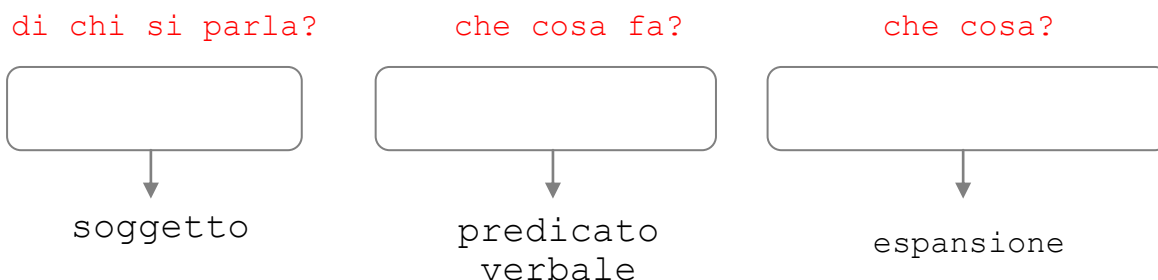 di chi si parla? che cosa fa? che cosa?
soggetto predicato verbale espansione